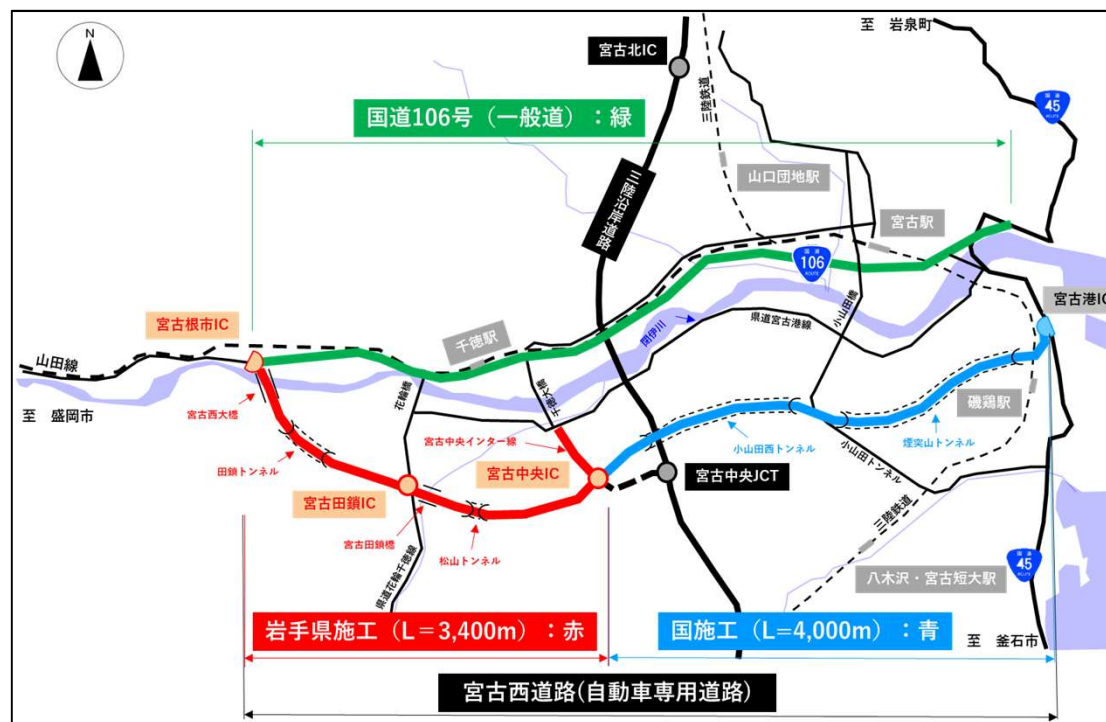 N
至 岩泉町
宮古北IC
三陸鉄道
国道
45
ROUTE
国道106号(一般道):緑
山口団地駅
三陸沿岸道路
宮古駅
国道
106
ROUTE
小山田橋
宮古港IC
県道宮古港線
閉伊川
宮古根市IC
千徳駅
山田線
至 盛岡市
宮古西大橋
花輪橋
千徳大橋
磯鶏駅
宮古中央インター線
小山田西トンネル
煙突山トンネル
田鎖トンネル
宮古中央IC
宮古中央JCT
小山田トンネル
宮古田鎖IC
三陸鉄道
宮古田鎖橋
松山トンネル
県道花輪千徳線
国道
45
ROUTE
八木沢・宮古短大駅
岩手県施工(L=3,400m):赤
国施工(L=4,000m):青
至 釜石市
宮古西道路(自動車専用道路)